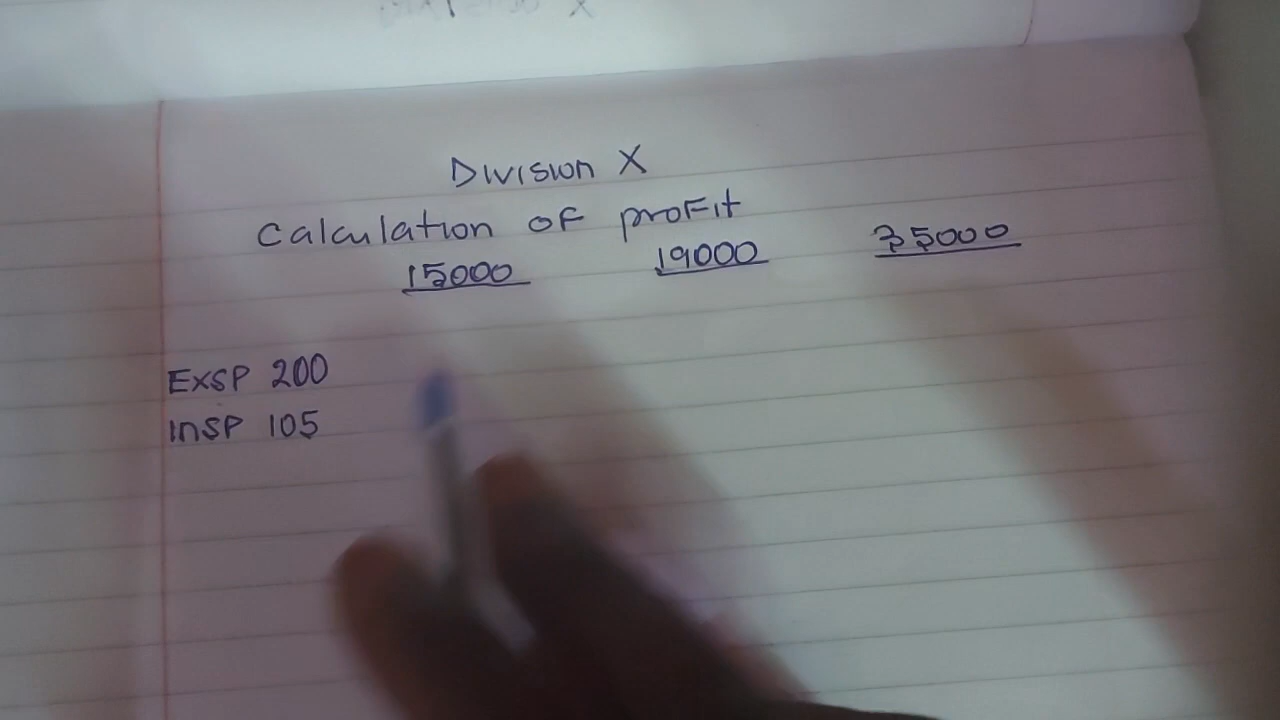 Division X
Calculation of profit
15000 19000 35000
EXSP 200
INSP 105